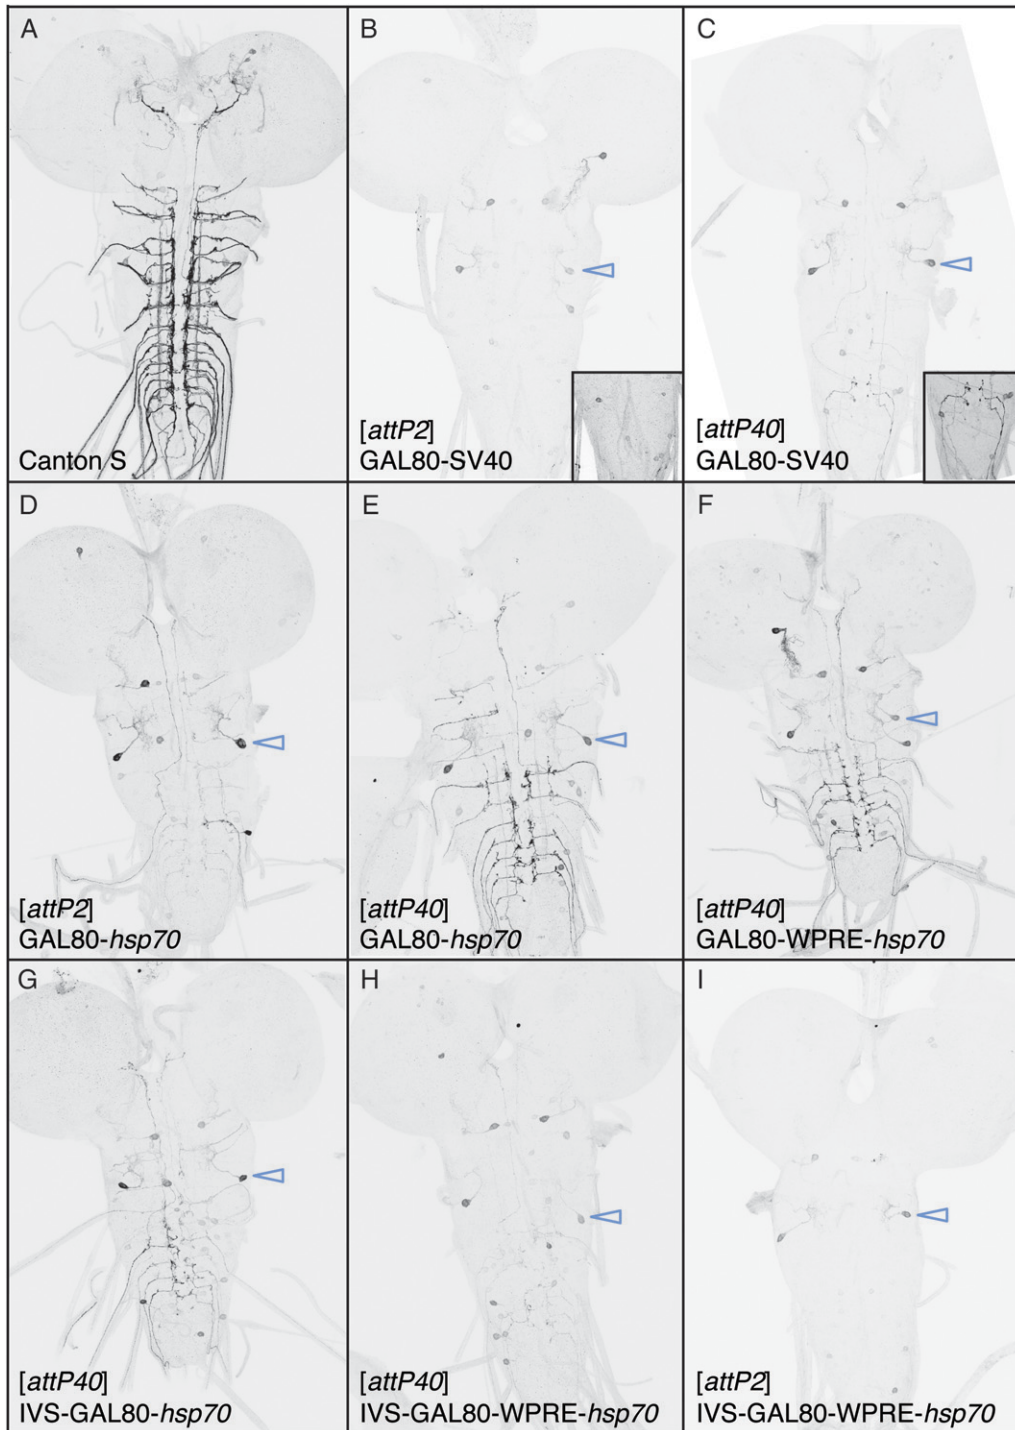 A
B
C
Canton S
[attP2]
GAL80-SV40
[attP40]
GAL80-SV40
D
E
F
[attP2]
GAL80-hsp70
[attP40]
GAL80-hsp70
[attP40]
GAL80-WPRE-hsp70
G
H
I
[attP40]
IVS-GAL80-hsp70
[attP40]
IVS-GAL80-WPRE-hsp70
[attP2]
IVS-GAL80-WPRE-hsp70